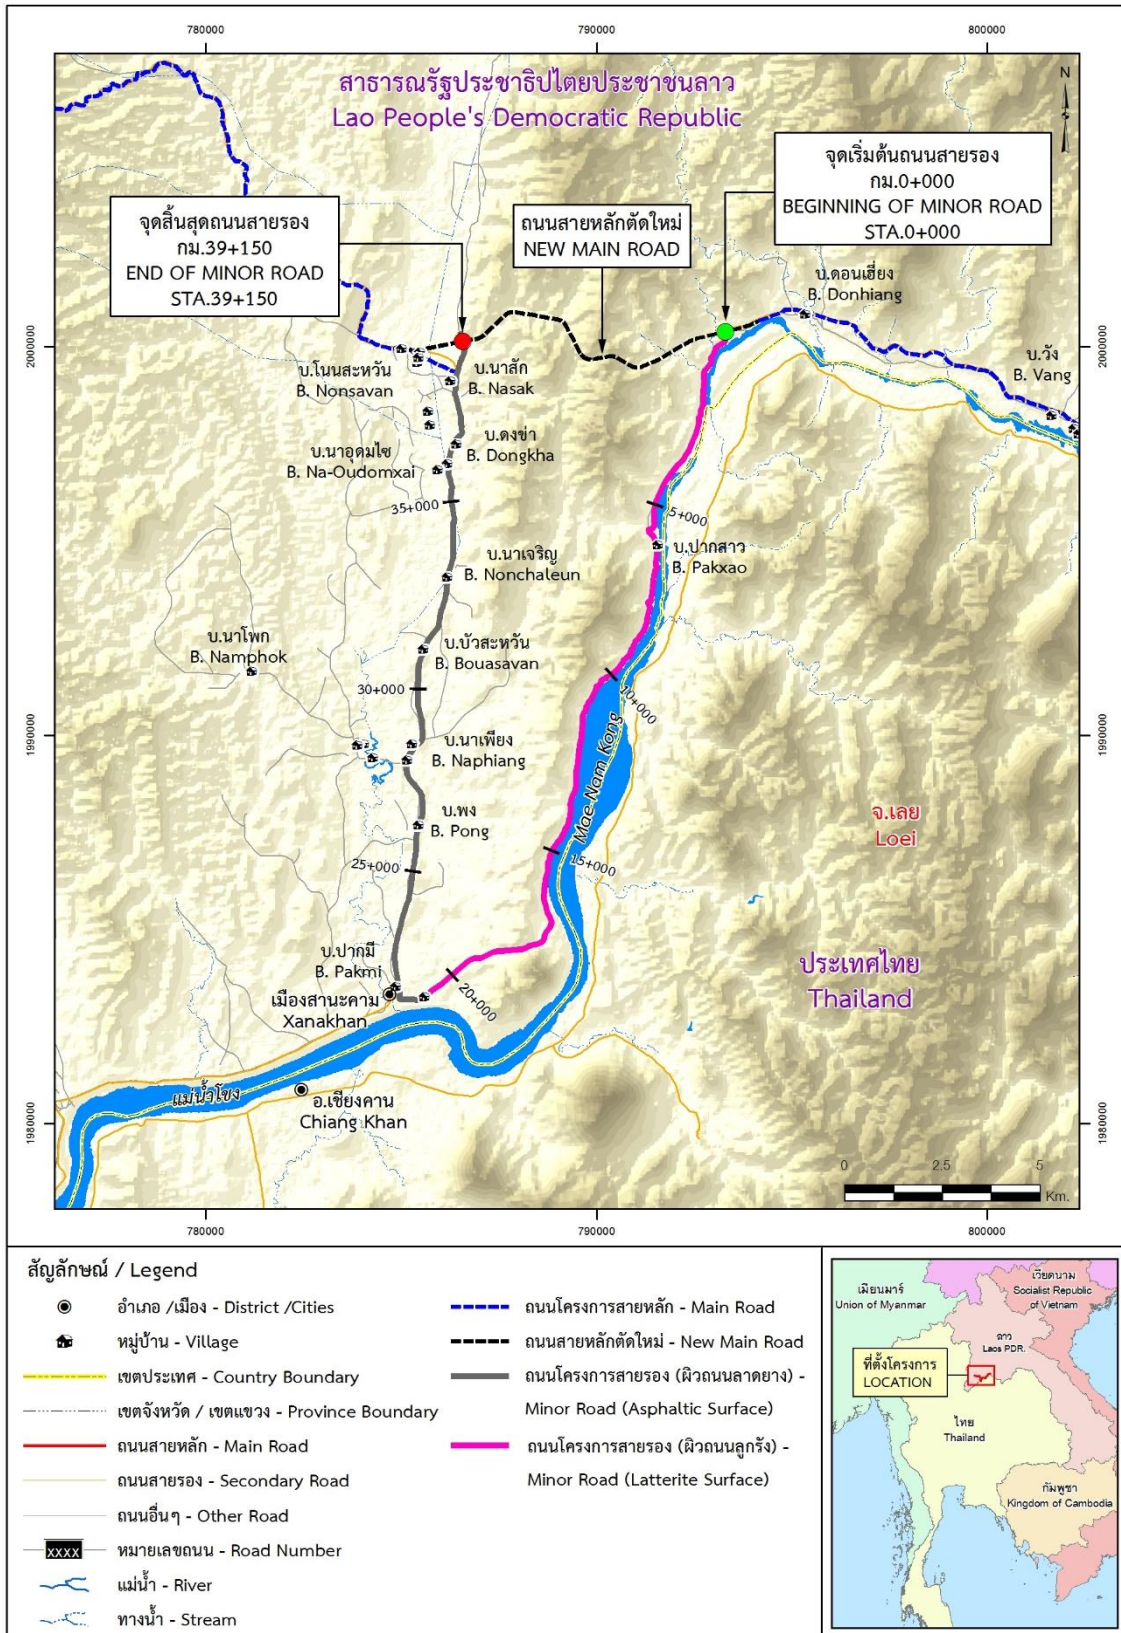 780000
790000
800000
สาธารณรัฐประชาธิปไตยประชาชนลาว
Lao People's Democratic Republic
N
จุดเริ่มต้นถนนสายรอง
กม.0+000
BEGINNING OF MINOR ROAD
STA.0+000
จุดสิ้นสุดถนนสายรอง
กม.39+150
END OF MINOR ROAD
STA.39+150
ถนนสายหลักตัดใหม่
NEW MAIN ROAD
บ.ดอนเฮี่ยง
B. Donhiang
2000000
2000000
บ.วัง
B. Vang
บ.โนนสะหวัน
B. Nonsavan
บ.นาสัก
B. Nasak
บ.ดงข่า
B. Dongkha
บ.นาอุดมไซ
B. Na-Oudomxai
35+000
5+000
บ.ปากสาว
B. Pakxao
บ.นาเจริญ
B. Nonchaleun
บ.นาโพก
B. Namphok
บ.บัวสะหวัน
B. Bouasavan
30+000
10+000
1990000
1990000
บ.นาเพียง
B. Naphiang
Mae Nam Kong
จ.เลย
Loei
บ.พง
B. Pong
25+000
15+000
บ.ปากมี
B. Pakmi
เมืองสานะคาม
Xanakhan
20+000
ประเทศไทย
Thailand
แม่น้ำโขง
อ.เชียงคาน
Chiang Khan
1980000
1980000
0 2.5 5
Km.
780000
790000
800000
สัญลักษณ์ / Legend
อำเภอ /เมือง - District /Cities
หมู่บ้าน - Village
เขตประเทศ - Country Boundary
เขตจังหวัด / เขตแขวง - Province Boundary
ถนนสายหลัก - Main Road
ถนนสายรอง - Secondary Road
ถนนอื่นๆ - Other Road
XXXX หมายเลขถนน - Road Number
แม่น้ำ - River
ทางน้ำ - Stream
ถนนโครงการสายหลัก - Main Road
ถนนสายหลักตัดใหม่ - New Main Road
ถนนโครงการสายรอง (ผิวถนนลาดยาง) -
Minor Road (Asphaltic Surface)
ถนนโครงการสายรอง (ผิวถนนลูกรัง) -
Minor Road (Latterite Surface)
เมียนมาร์
Union of Myanmar
เวียดนาม
Socialist Republic
of Vietnam
ลาว
Laos PDR.
ที่ตั้งโครงการ
LOCATION
ไทย
Thailand
กัมพูชา
Kingdom of Cambodia